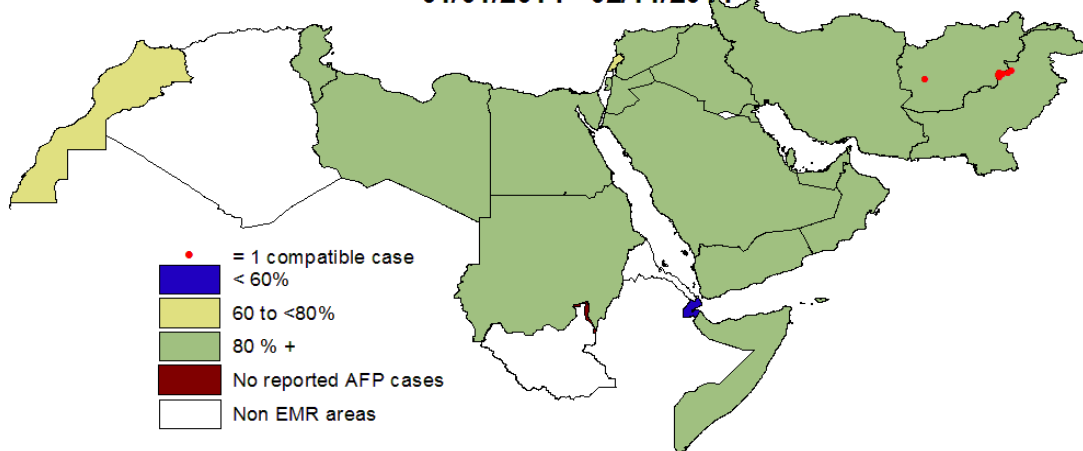 = 1 compatible case
< 60%
60 to <80%
80 % +
No reported AFP cases
Non EMR areas